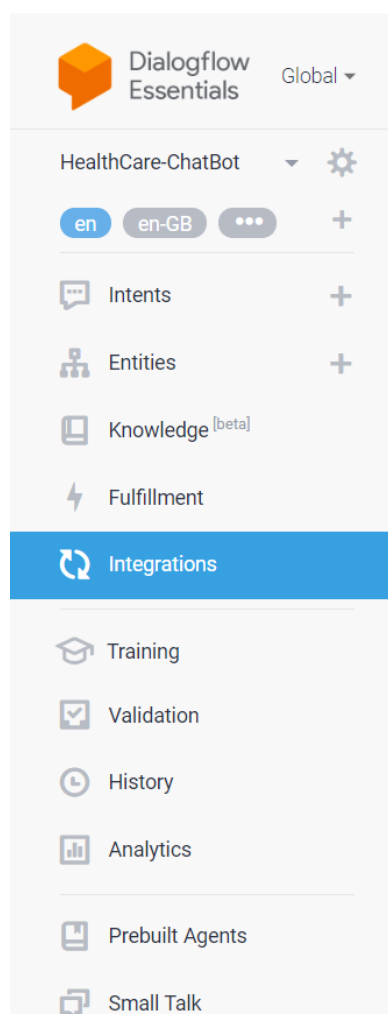 Dialogflow
Essentials
Global
HealthCare-ChatBot
en en-GB
Intents
Entities
Knowledge [beta]
Fulfillment
Integrations
Training
Validation
History
Analytics
Prebuilt Agents
Small Talk